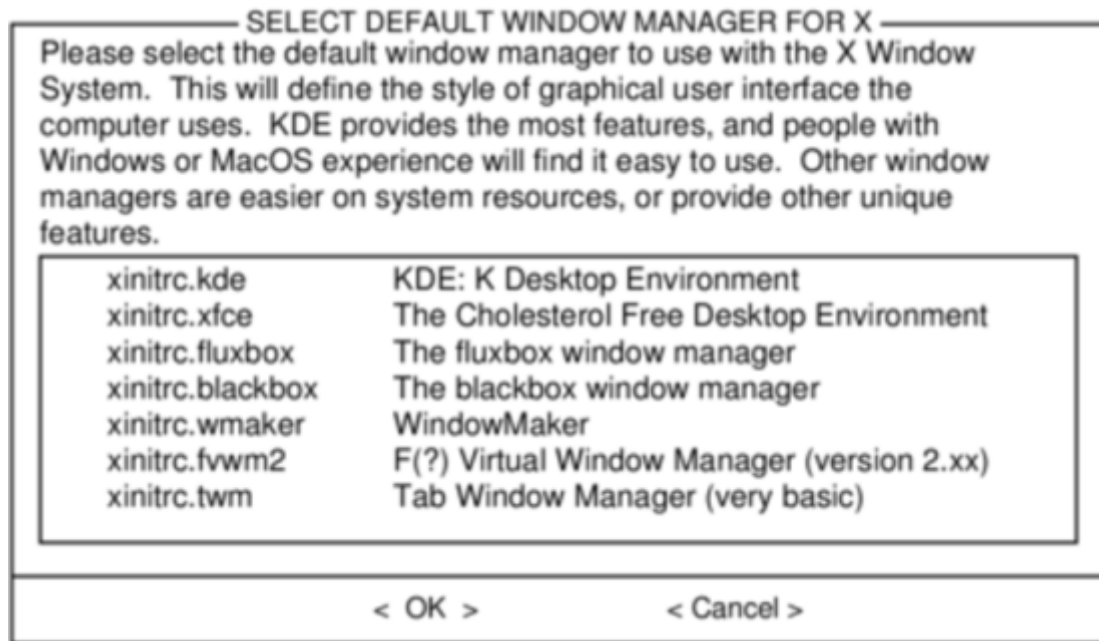 SELECT DEFAULT WINDOW MANAGER FOR X
Please select the default window manager to use with the X Window
System. This will define the style of graphical user interface the
computer uses. KDE provides the most features, and people with
Windows or MacOS experience will find it easy to use. Other window
managers are easier on system resources, or provide other unique
features.
xinitrc.kde KDE: K Desktop Environment
xinitrc.xfce The Cholesterol Free Desktop Environment
xinitrc.fluxbox The fluxbox window manager
xinitrc.blackbox The blackbox window manager
xinitrc.wmaker WindowMaker
xinitrc.fvwm2 F(?) Virtual Window Manager (version 2.xx)
xinitrc.twm Tab Window Manager (very basic)
< OK > < Cancel >